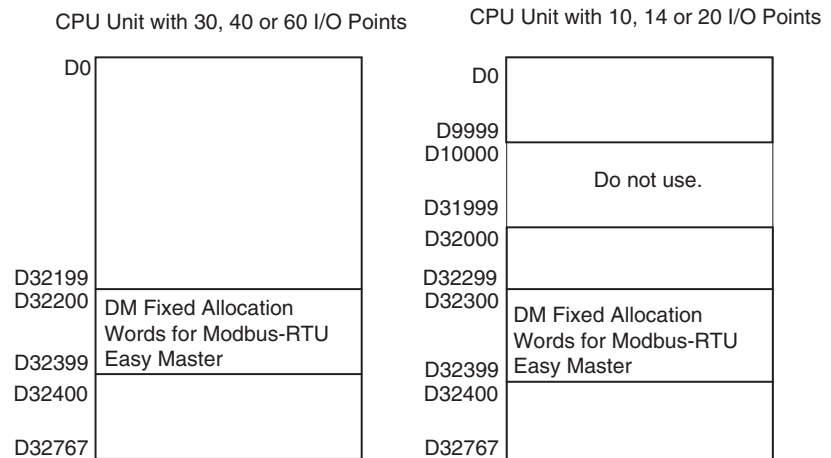 CPU Unit with 30, 40 or 60 I/O Points
D0
D32199
D32200
DM Fixed Allocation
Words for Modbus-RTU
Easy Master
D32399
D32400
D32767
CPU Unit with 10, 14 or 20 I/O Points
D0
D9999
D10000
Do not use.
D31999
D32000
D32299
D32300
DM Fixed Allocation
Words for Modbus-RTU
Easy Master
D32399
D32400
D32767